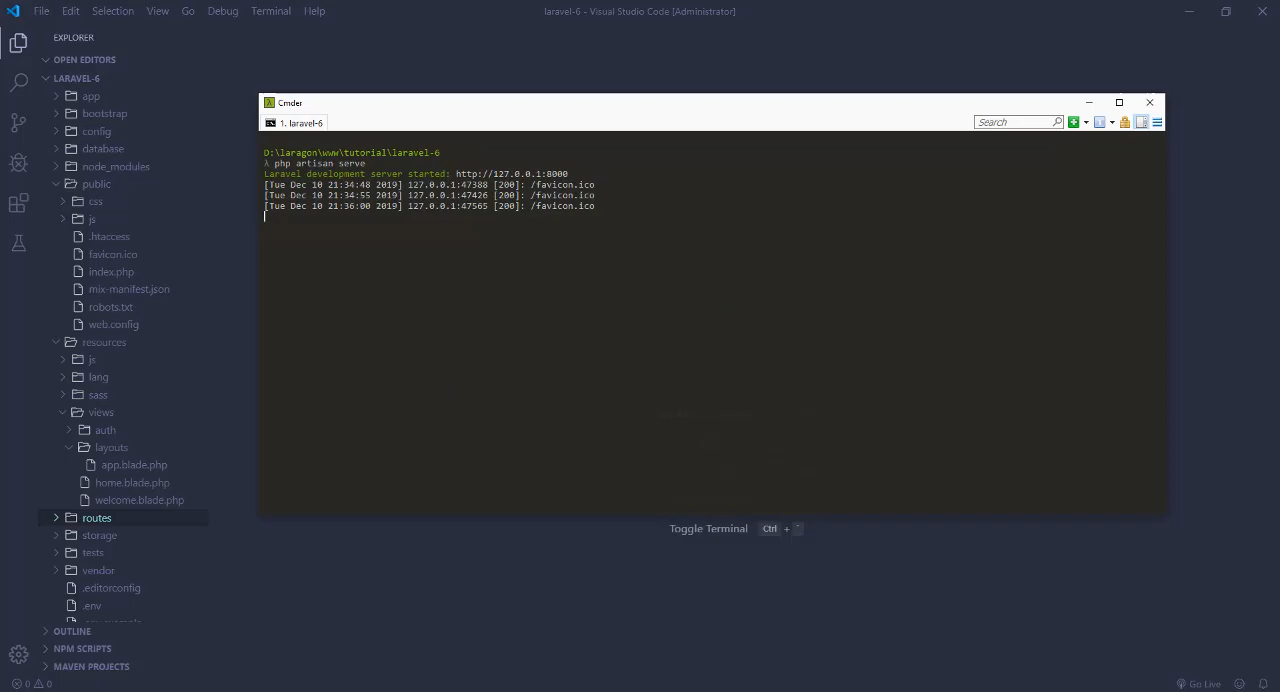 File Edit Selection View Go Debug Terminal Help
laravel-6 - Visual Studio Code [Administrator]
EXPLORER
OPEN EDITORS
LARAVEL-6
app
bootstrap
config
database
node_modules
public
css
js
.htaccess
favicon.ico
index.php
mix-manifest.json
robots.txt
web.config
resources
js
lang
sass
views
auth
layouts
app.blade.php
home.blade.php
welcome.blade.php
routes
storage
tests
vendor
.editorconfig
.env
OUTLINE
NPM SCRIPTS
MAVEN PROJECTS
0 0
Cmder
1. laravel-6
Search
D:\laragon\www\tutorial\laravel-6
λ php artisan serve
Laravel development server started: http://127.0.0.1:8000
[Tue Dec 10 21:34:48 2019] 127.0.0.1:47388 [200]: /favicon.ico
[Tue Dec 10 21:34:55 2019] 127.0.0.1:47426 [200]: /favicon.ico
[Tue Dec 10 21:36:00 2019] 127.0.0.1:47565 [200]: /favicon.ico
Toggle Terminal Ctrl + `
Go Live